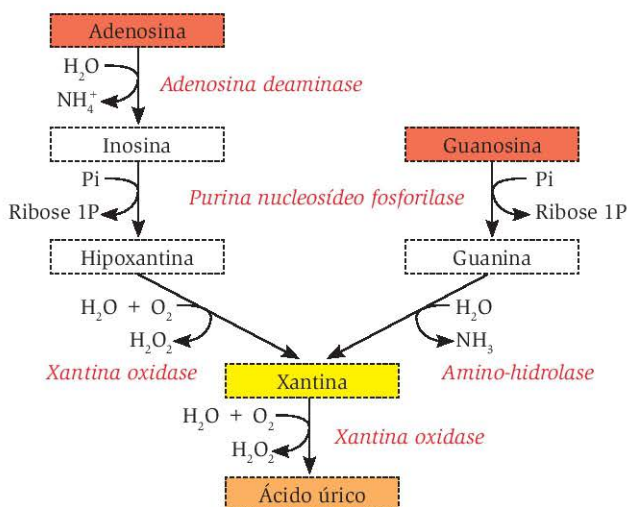 Adenosina
H₂O
Adenosina deaminase
NH₄⁺
Inosina
Guanosina
Pi
Pi
Purina nucleosídeo fosforilase
Ribose 1P
Ribose 1P
Hipoxantina
Guanina
H₂O + O₂
H₂O
H₂O₂
NH₃
Xantina oxidase
Xantina
Amino-hidrolase
H₂O + O₂
Xantina oxidase
H₂O₂
Ácido úrico